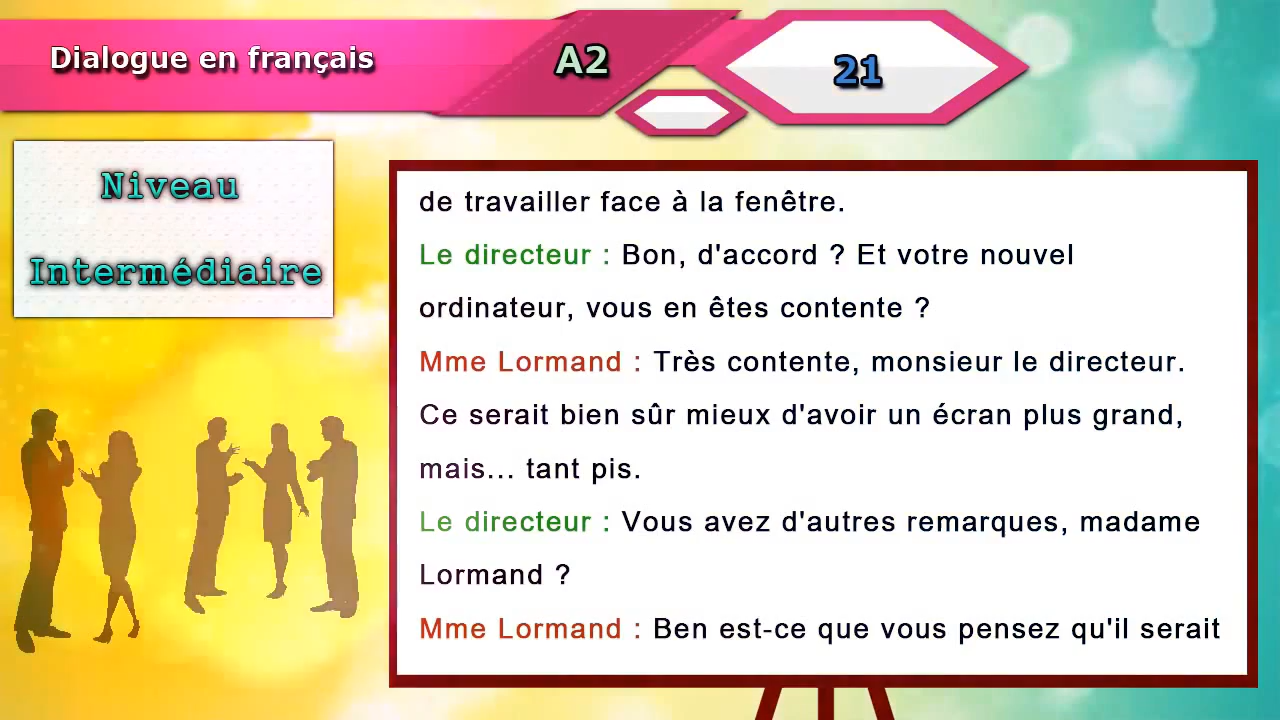 Dialogue en français
A2
21
Niveau
Intermédiaire
de travailler face à la fenêtre.
Le directeur : Bon, d'accord ? Et votre nouvel
ordinateur, vous en êtes contente ?
Mme Lormand : Très contente, monsieur le directeur.
Ce serait bien sûr mieux d'avoir un écran plus grand,
mais... tant pis.
Le directeur : Vous avez d'autres remarques, madame
Lormand ?
Mme Lormand : Ben est-ce que vous pensez qu'il serait